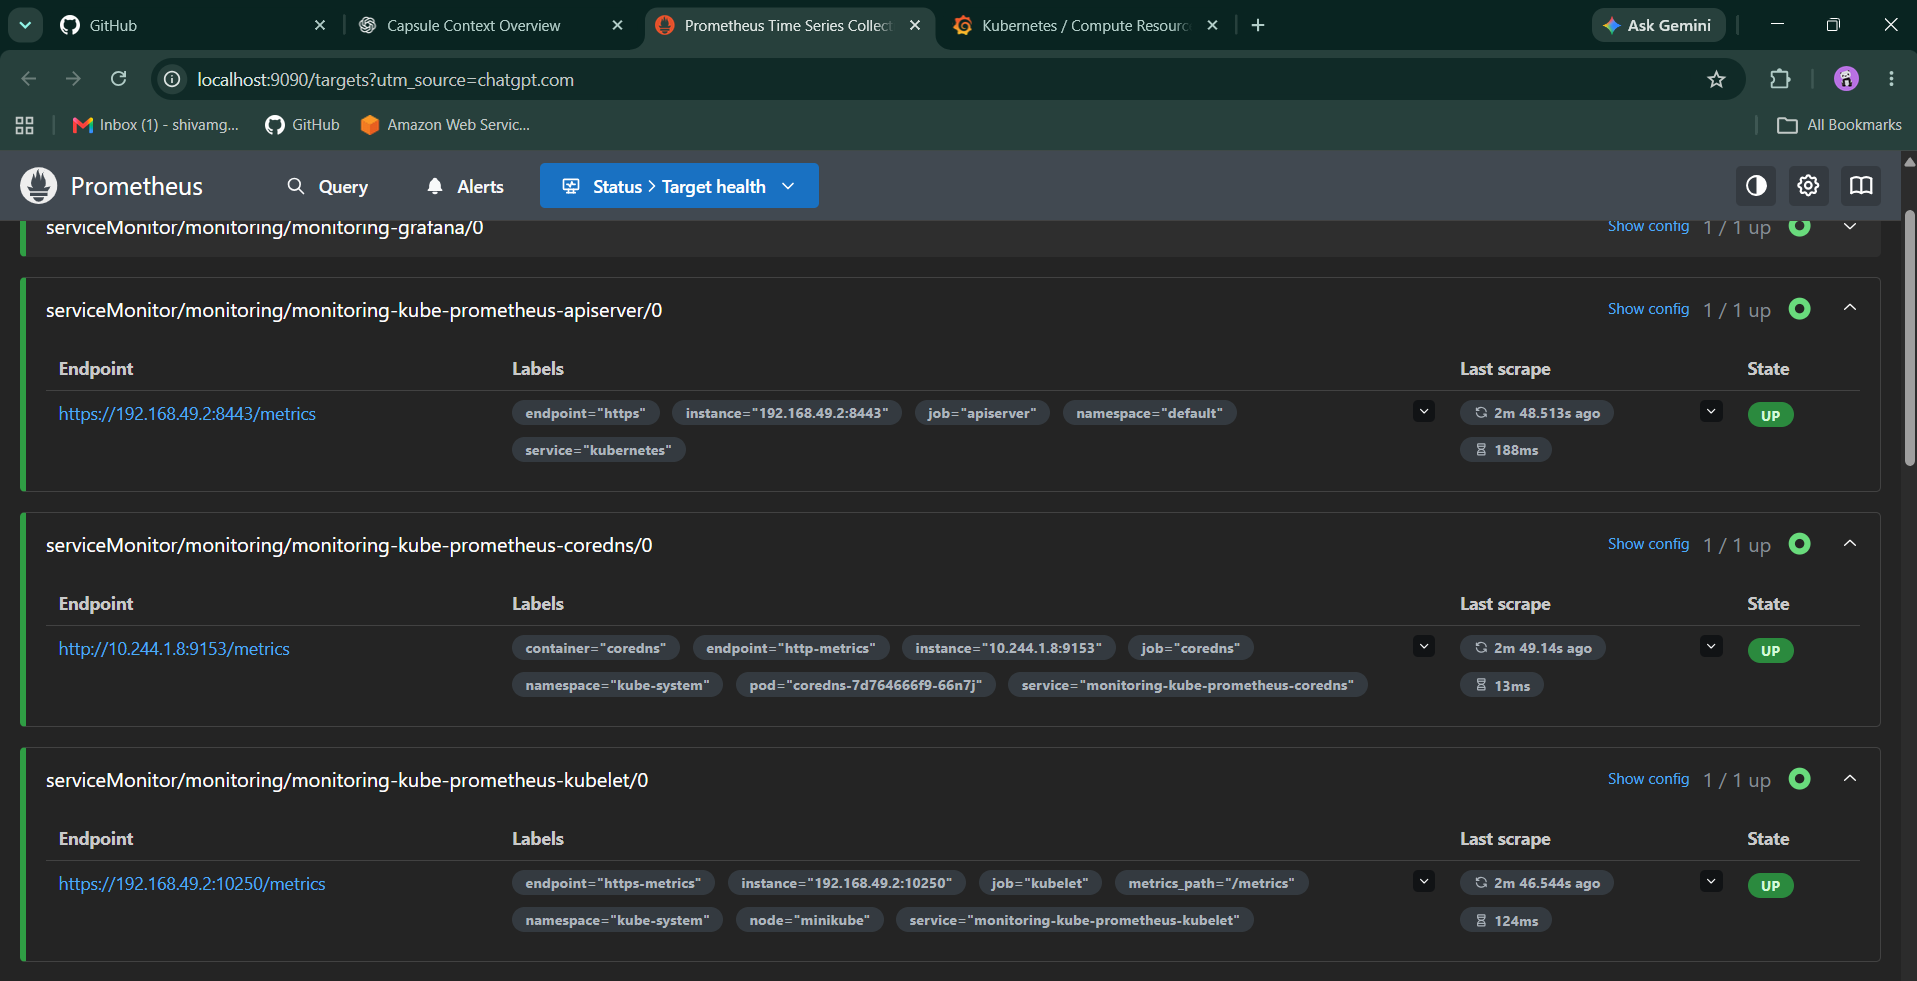 GitHub
Capsule Context Overview
Prometheus Time Series Collect
Kubernetes / Compute Resourc
Ask Gemini
localhost:9090/targets?utm_source=chatgpt.com
Inbox (1) - shivamg...
GitHub
Amazon Web Servic...
All Bookmarks
Prometheus
Query
Alerts
Status > Target health
serviceMonitor/monitoring/monitoring-grafana/0
Show config
1 / 1 up
serviceMonitor/monitoring/monitoring-kube-prometheus-apiserver/0
Show config
1 / 1 up
Endpoint
Labels
Last scrape
State
https://192.168.49.2:8443/metrics
endpoint="https"
instance="192.168.49.2:8443"
job="apiserver"
namespace="default"
2m 48.513s ago
UP
service="kubernetes"
188ms
serviceMonitor/monitoring/monitoring-kube-prometheus-coredns/0
Show config
1 / 1 up
Endpoint
Labels
Last scrape
State
http://10.244.1.8:9153/metrics
container="coredns"
endpoint="http-metrics"
instance="10.244.1.8:9153"
job="coredns"
2m 49.14s ago
UP
namespace="kube-system"
pod="coredns-7d764666f9-66n7j"
service="monitoring-kube-prometheus-coredns"
13ms
serviceMonitor/monitoring/monitoring-kube-prometheus-kubelet/0
Show config
1 / 1 up
Endpoint
Labels
Last scrape
State
https://192.168.49.2:10250/metrics
endpoint="https-metrics"
instance="192.168.49.2:10250"
job="kubelet"
metrics_path="/metrics"
2m 46.544s ago
UP
namespace="kube-system"
node="minikube"
service="monitoring-kube-prometheus-kubelet"
124ms